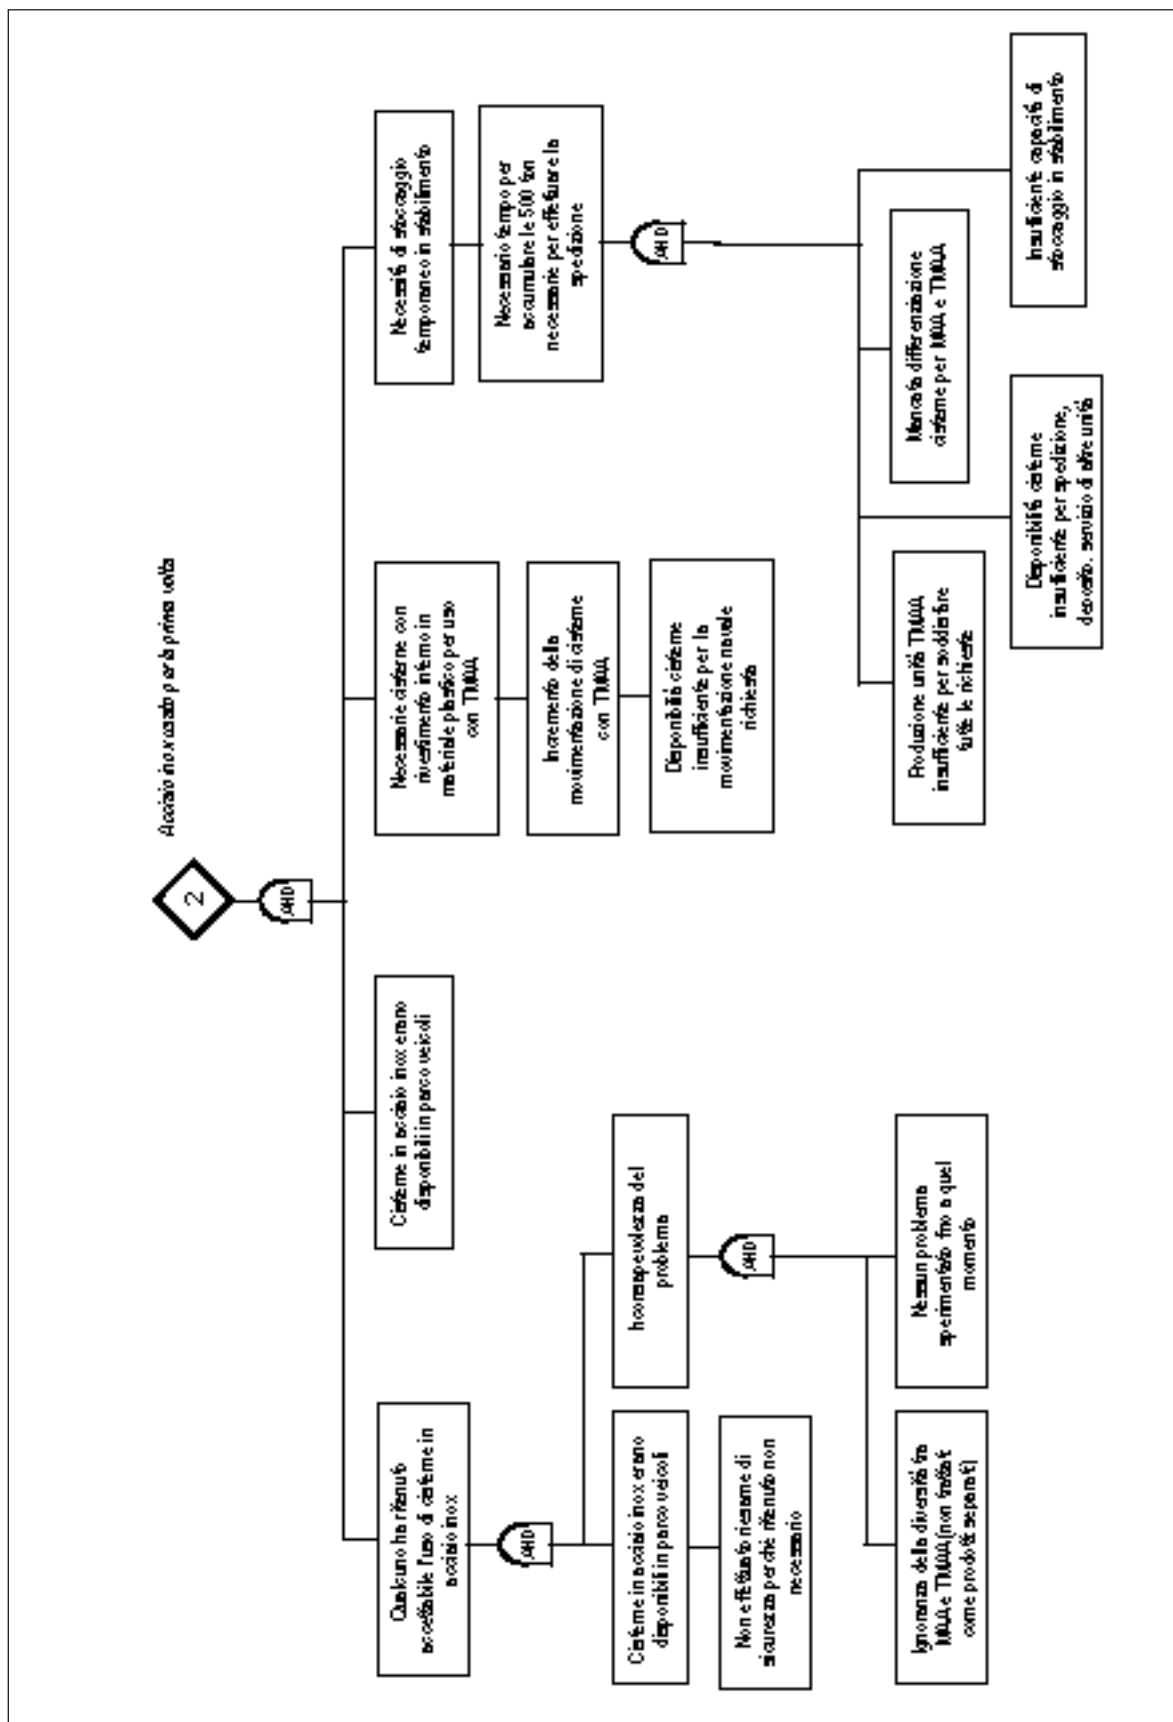 Acciaio inox usato per la prima volta
2
AND
Qualcuno ha ritenuto
accettabile l'uso di cisterne in
acciaio inox
Cisterne in acciaio inox erano
disponibili in parco veicoli
Necessarie cisterne con
rivestimento interno in
materiale plastico per uso
con TMAA
Necessità di stoccaggio
temporaneo in stabilimento
AND
Incremento della
movimentazione di cisterne
con TMAA
Necessario tempo per
accumulare le 500 ton
necessarie per effettuare la
spedizione
Cisterne in acciaio inox erano
disponibili in parco veicoli
Inconsapevolezza del
problema
Disponibilità cisterne
insufficiente per la
movimentazione navale
richiesta
AND
Non effettuato riesame di
sicurezza perché ritenuto non
necessario
AND
Ignoranza della diversità tra
MAA e TMAA (non trattati
come prodotti separati)
Nessun problema
sperimentato fino a quel
momento
Produzione unità TMAA
insufficiente per soddisfare
tutte le richieste
Mancata differenziazione
cisterne per MAA e TMAA
Disponibilità cisterne
insufficiente per spedizione,
deposito, servizio di altre unità
Insufficiente capacità di
stoccaggio in stabilimento